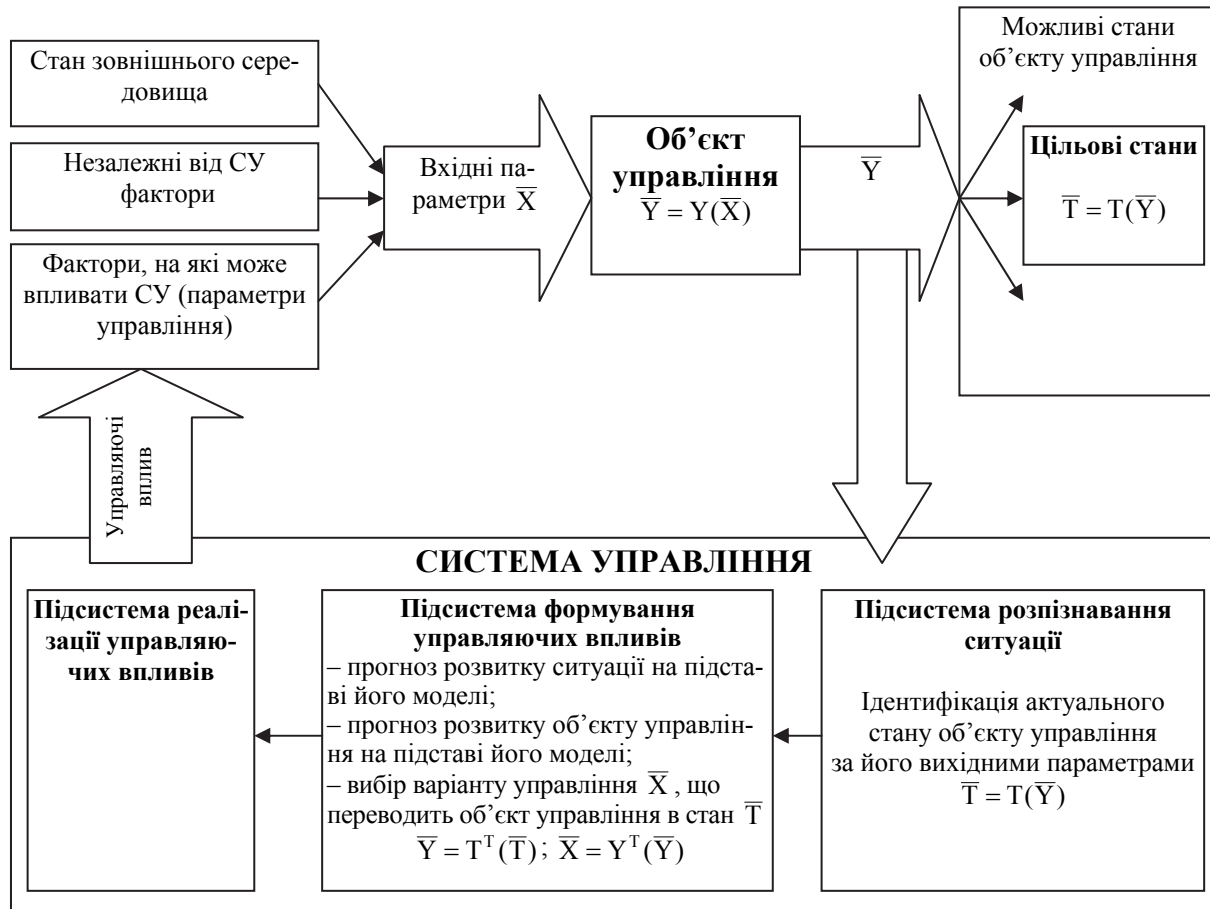 Стан зовнішнього сере-
довища
Незалежні від СУ
фактори
Фактори, на які може
впливати СУ (параметри
управління)
Вхідні па-
раметри X̅
Об’єкт
управління
Y̅ = Y(X̅)
Y̅
Можливі стани
об’єкту управління
Цільові стани
T̅ = T(Y̅)
Управляючі
вплив
СИСТЕМА УПРАВЛІННЯ
Підсистема реалі-
зації управляю-
чих впливів
Підсистема формування
управляючих впливів
– прогноз розвитку ситуації на підста-
ві його моделі;
– прогноз розвитку об’єкту управлін-
ня на підставі його моделі;
– вибір варіанту управління X̅ , що
переводить об’єкт управління в стан T̅
Y̅ = Tᵀ(T̅) ; X̅ = Yᵀ(Y̅)
Підсистема розпізнавання
ситуації
Ідентифікація актуального
стану об’єкту управління
за його вихідними параметрами
T̅ = T(Y̅)